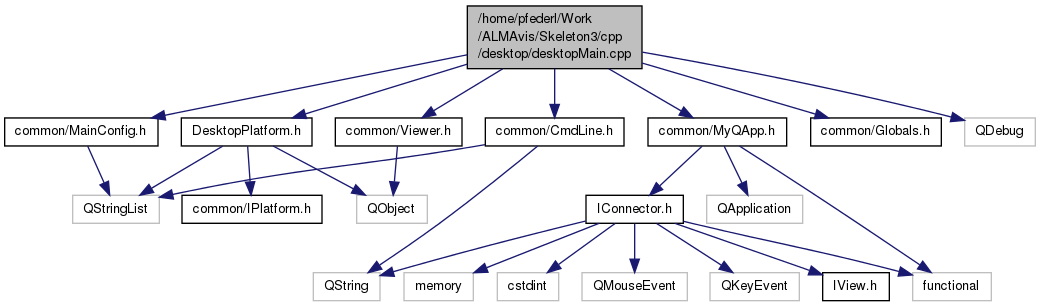 /home/pfederl/Work
/ALMAvis/Skeleton3/cpp
/desktop/desktopMain.cpp
common/MainConfig.h
DesktopPlatform.h
common/Viewer.h
common/CmdLine.h
common/MyQApp.h
common/Globals.h
QDebug
QStringList
common/IPlatform.h
QObject
IConnector.h
QApplication
QString
memory
cstdint
QMouseEvent
QKeyEvent
IView.h
functional